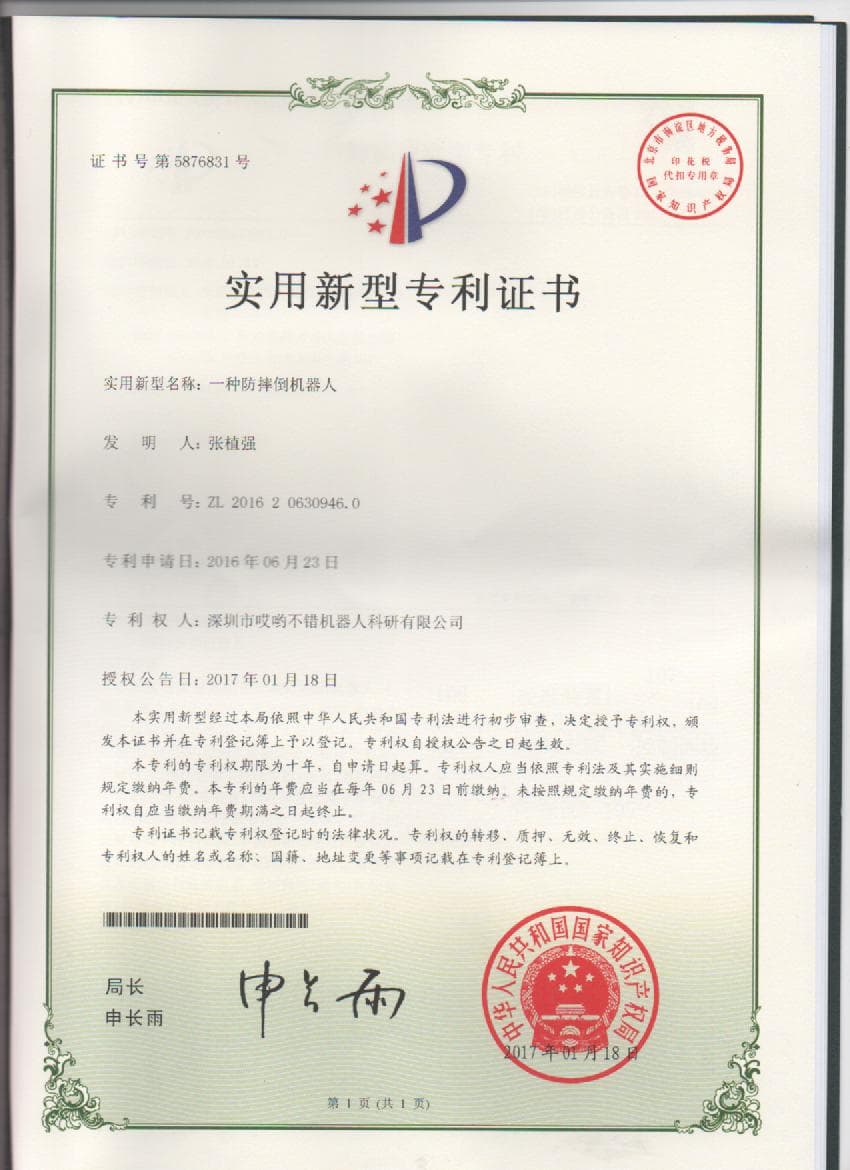 证书号第5876831号
北京市海淀区地方税务局
印花税
代扣专用章
国家知识产权局
实用新型专利证书
实用新型名称：一种防摔倒机器人
发 明 人：张植强
专 利 号：ZL 2016 2 0630946.0
专利申请日：2016年06月23日
专 利 权 人：深圳市哎哟不错机器人科研有限公司
授权公告日：2017年01月18日
本实用新型经过本局依照中华人民共和国专利法进行初步审查，决定授予专利权，颁
发本证书并在专利登记簿上予以登记。专利权自授权公告之日起生效。
本专利的专利权期限为十年，自申请日起算。专利权人应当依照专利法及其实施细则
规定缴纳年费。本专利的年费应当在每年06月23日前缴纳。未按照规定缴纳年费的，专
利权自应当缴纳年费期满之日起终止。
专利证书记载专利权登记时的法律状况。专利权的转移、质押、无效、终止、恢复和
专利权人的姓名或名称、国籍、地址变更等事项记载在专利登记簿上。
局长
申长雨
申长雨
中华人民共和国国家知识产权局
2017年01月18日
第 1 页 (共 1 页)